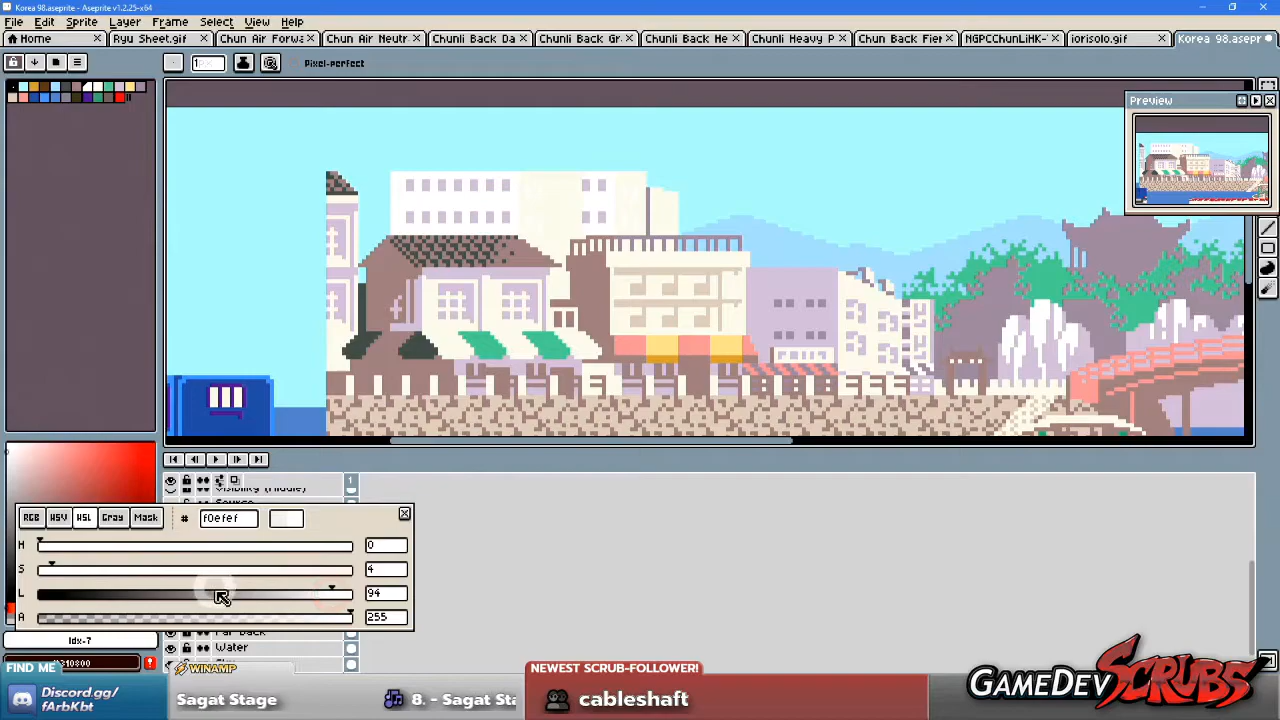 Korea 98.aseprite - Aseprite v1.2.25-x64
File Edit Sprite Layer Frame Select View Help
Home Ryu Sheet.gif Chun Air Forwa Chun Air Neutr Chunli Back Da Chunli Back Gr Chunli Back He Chunli Heavy P Chun Back Fier NGPCChunLiHK- iorisolo.gif Korea 98.asepr
Pixel-perfect
Preview
1
RGB HSV HSL Gray Mask # f0efef
H 0
S 4
L 94
A 255
Idx-7
Water
FIND ME WINAMP NEWEST SCRUB-FOLLOWER!
Discord.gg/
fArbKbt
Sagat Stage 8. - Sagat Sta
cableshaft
GAMEDEV SCRUBS